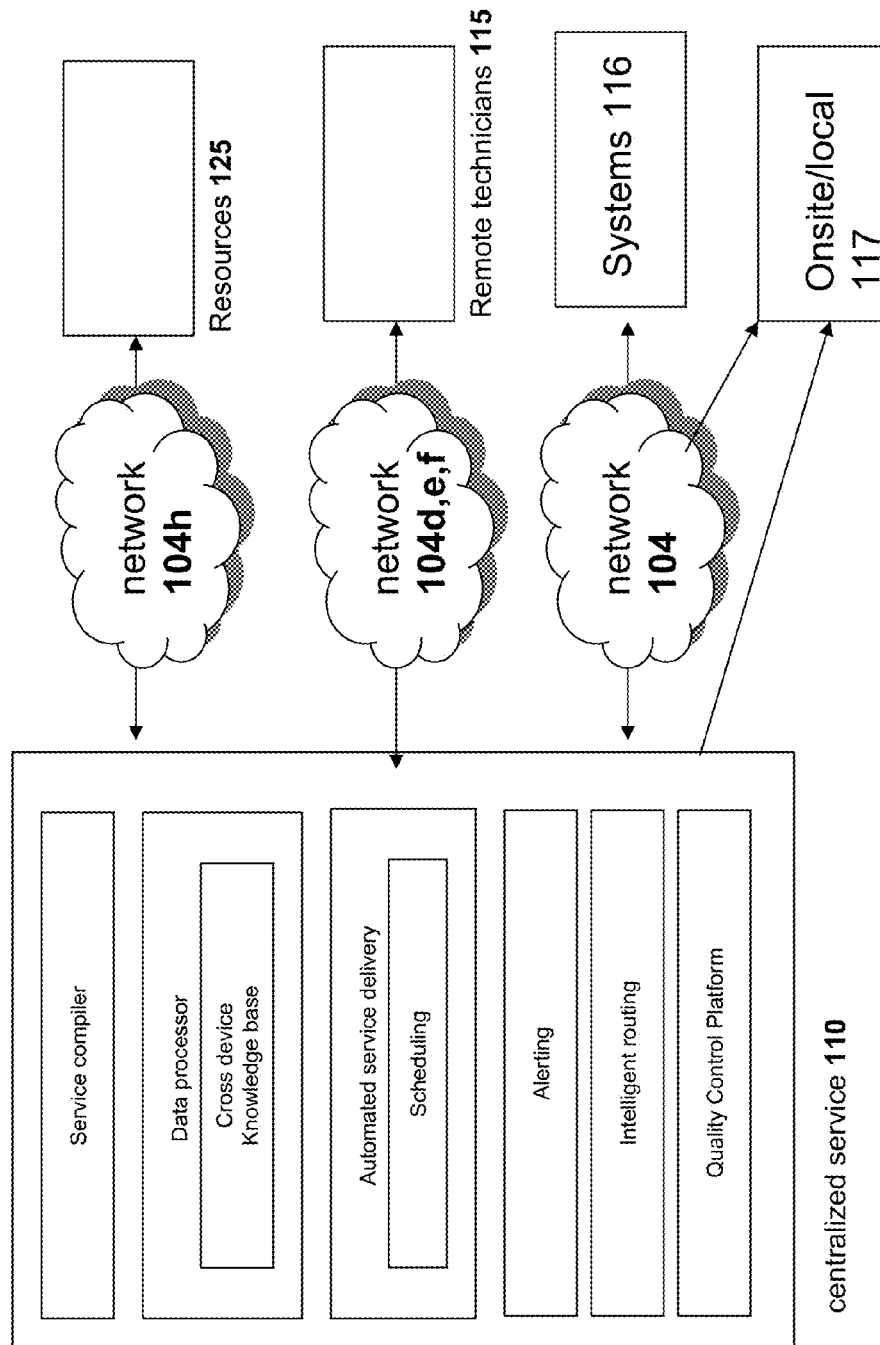 Service compiler
Data processor
Cross device
Knowledge base
Automated service delivery
Scheduling
Alerting
Intelligent routing
Quality Control Platform
centralized service 110
network
104h
network
104d,e,f
network
104
Resources 125
Remote technicians 115
Systems 116
Onsite/local
117